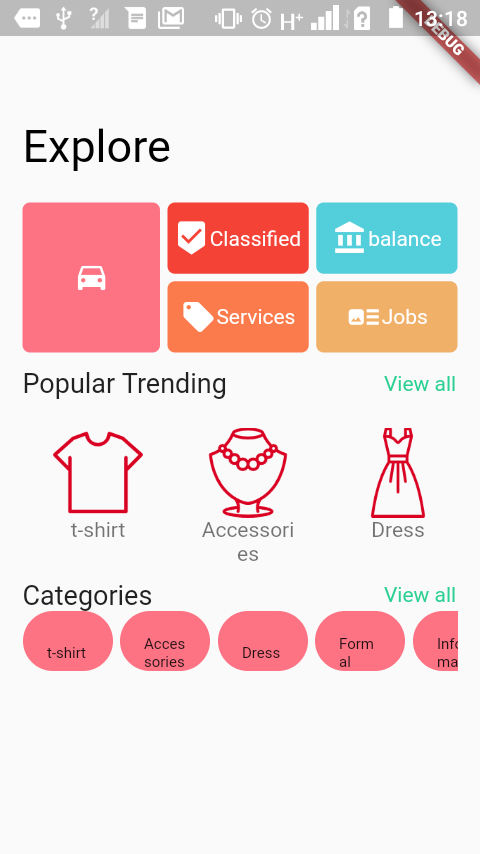 ? H+ ? 13:18
DEBUG
Explore
Classified
balance
Services
Jobs
Popular Trending
View all
t-shirt
Accessori
es
Dress
Categories
View all
t-shirt
Acces
sories
Dress
Form
al
Info
ma